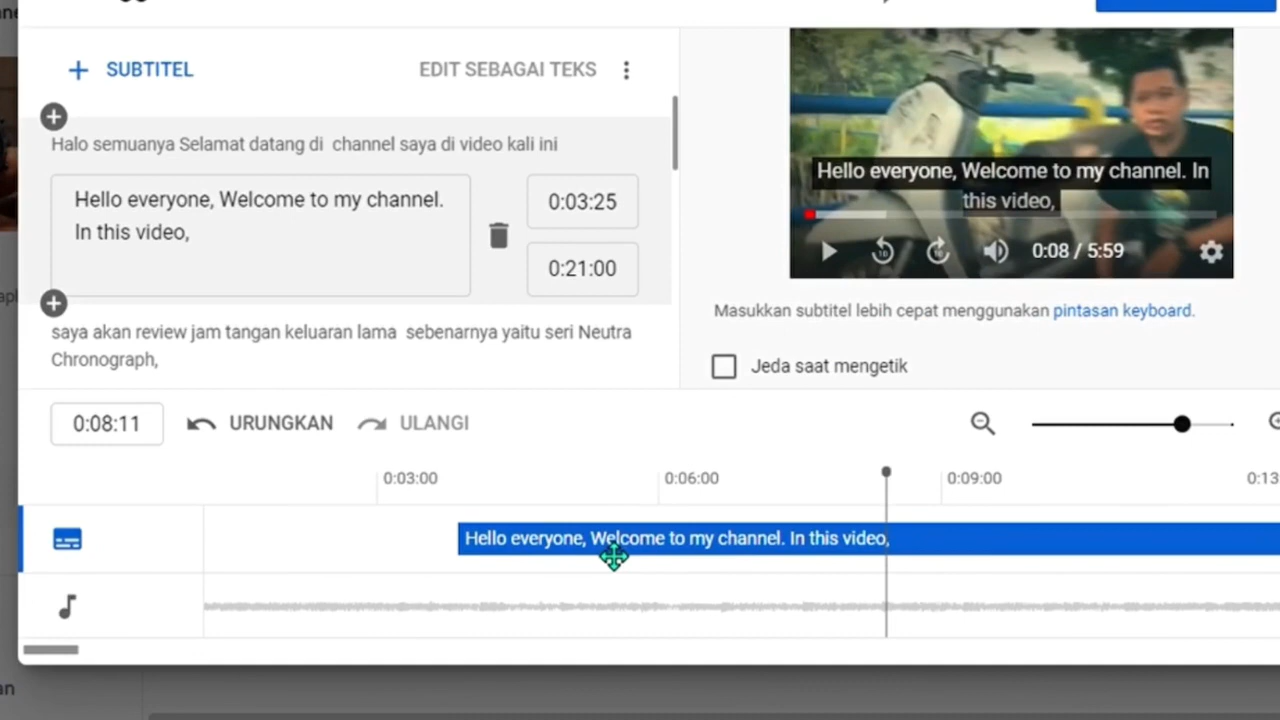 SUBTITEL
EDIT SEBAGAI TEKS
Halo semuanya Selamat datang di channel saya di video kali ini
Hello everyone, Welcome to my channel.
In this video,
0:03:25
0:21:00
saya akan review jam tangan keluaran lama sebenarnya yaitu seri Neutra
Chronograph,
Hello everyone, Welcome to my channel. In
this video,
0:08 / 5:59
Masukkan subtitel lebih cepat menggunakan pintasan keyboard.
Jeda saat mengetik
0:08:11
URUNGKAN
ULANGI
0:03:00
0:06:00
0:09:00
0:13
Hello everyone, Welcome to my channel. In this video,